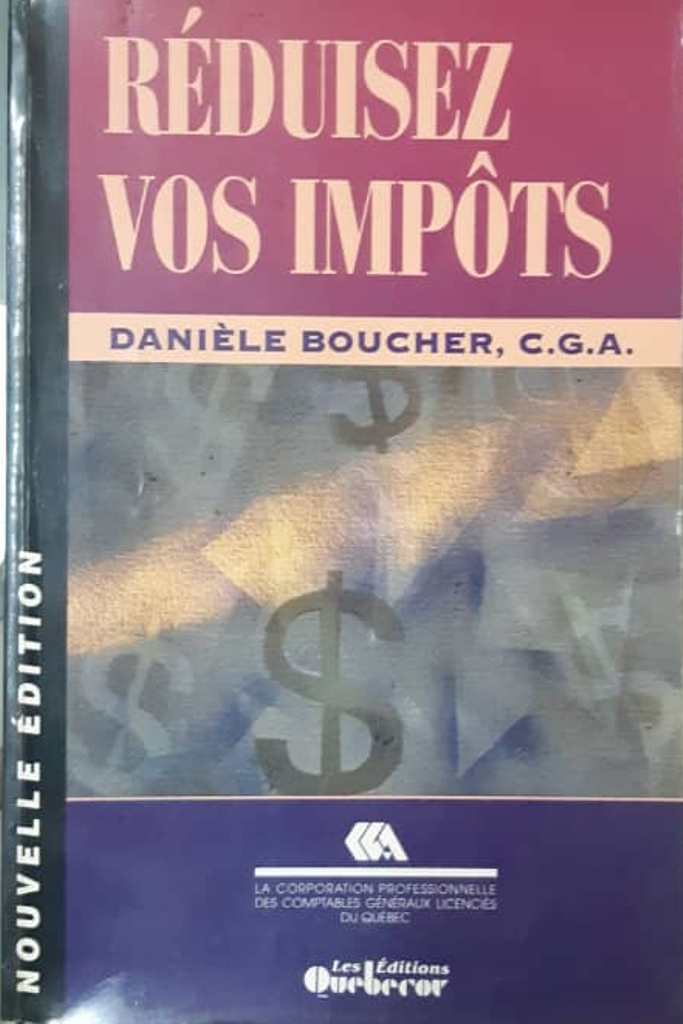 RÉDUISEZ
VOS IMPÔTS
DANIÈLE BOUCHER, C.G.A.
NOUVELLE ÉDITION
CGA
LA CORPORATION PROFESSIONNELLE
DES COMPTABLES GÉNÉRAUX LICENCIÉS
DU QUÉBEC
Les Éditions
Quebecor